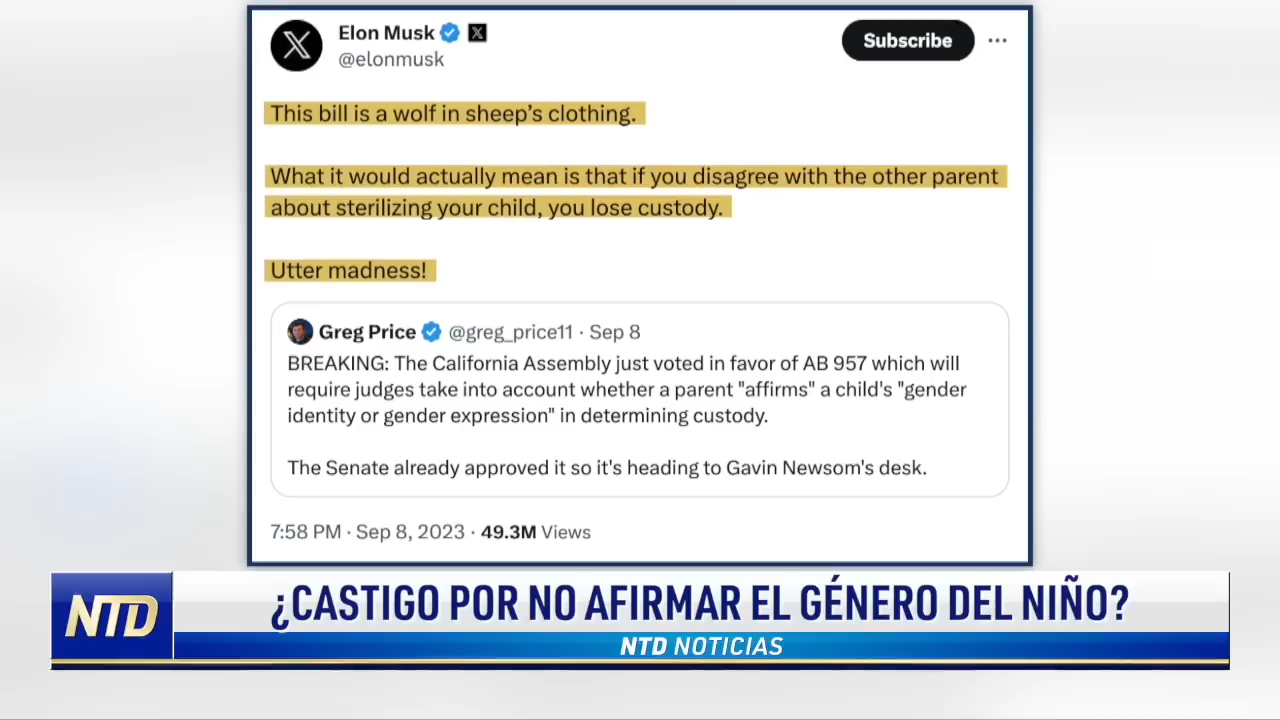 Elon Musk
@elonmusk
Subscribe
This bill is a wolf in sheep's clothing.
What it would actually mean is that if you disagree with the other parent
about sterilizing your child, you lose custody.
Utter madness!
Greg Price @greg_price11 · Sep 8
BREAKING: The California Assembly just voted in favor of AB 957 which will
require judges take into account whether a parent "affirms" a child's "gender
identity or gender expression" in determining custody.
The Senate already approved it so it's heading to Gavin Newsom's desk.
7:58 PM · Sep 8, 2023 · 49.3M Views
NTD
¿CASTIGO POR NO AFIRMAR EL GÉNERO DEL NIÑO?
NTD NOTICIAS